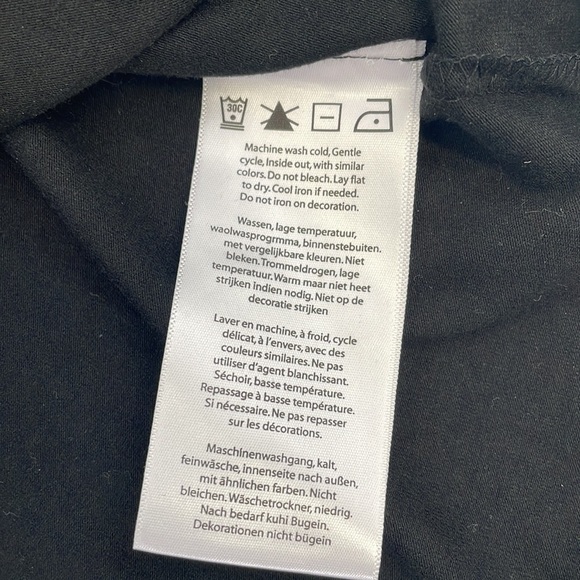 30C
Machine wash cold, Gentle
cycle, Inside out, with similar
colors. Do not bleach. Lay flat
to dry. Cool iron if needed.
Do not iron on decoration.
Wassen, lage temperatuur,
waolwasprogrmma, binnenstebuiten.
met vergelijkbare kleuren. Niet
bleken. Trommeldrogen, lage
temperatuur. Warm maar niet heet
strijken indien nodig. Niet op de
decoratie strijken
Laver en machine, à froid, cycle
délicat, à l'envers, avec des
couleurs similaires. Ne pas
utiliser d'agent blanchissant.
Séchoir, basse température.
Repassage à basse température.
Si nécessaire. Ne pas repasser
sur les décorations.
Maschlnenwashgang, kalt,
feinwäsche, innenseite nach außen,
mit ähnlichen farben. Nicht
bleichen. Wäschetrockner, niedrig.
Nach bedarf kuhi Bugein.
Dekorationen nicht bügein